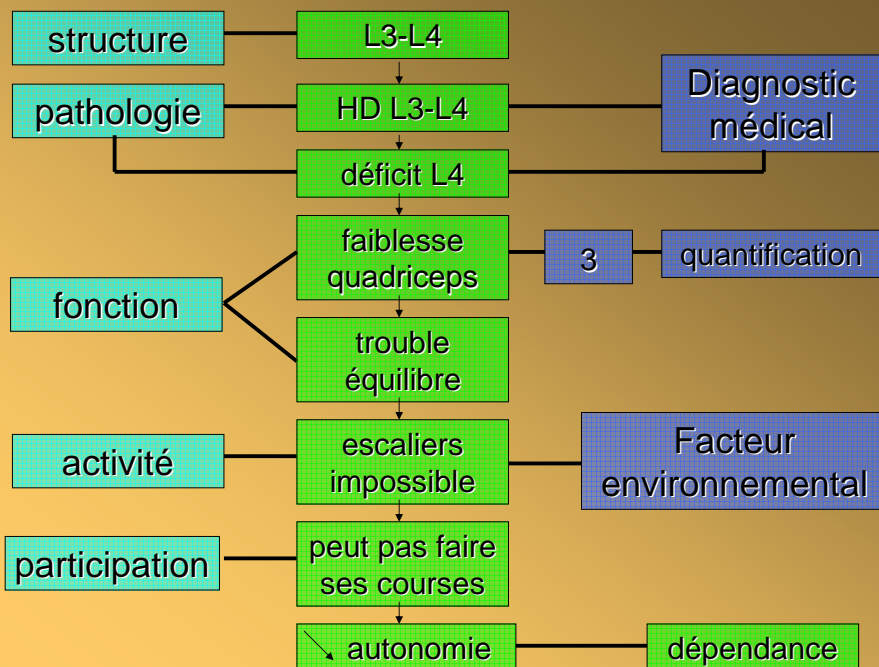 structure
L3-L4
pathologie
HD L3-L4
Diagnostic
médical
déficit L4
faiblesse
quadriceps
3
quantification
fonction
trouble
équilibre
activité
escaliers
impossible
Facteur
environnemental
participation
peut pas faire
ses courses
autonomie
dépendance